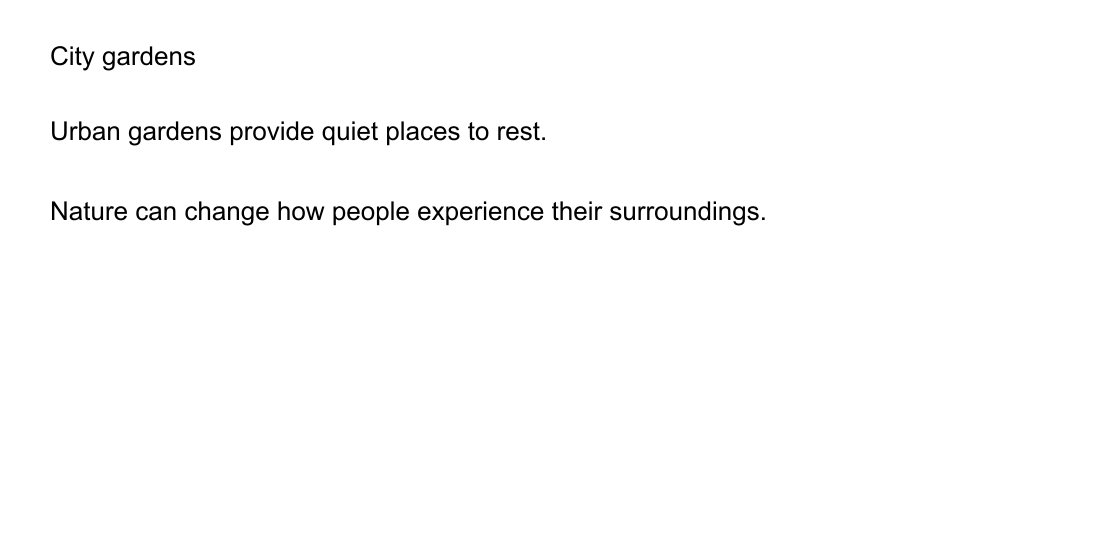 City gardens
Urban gardens provide quiet places to rest.
Nature can change how people experience their surroundings.